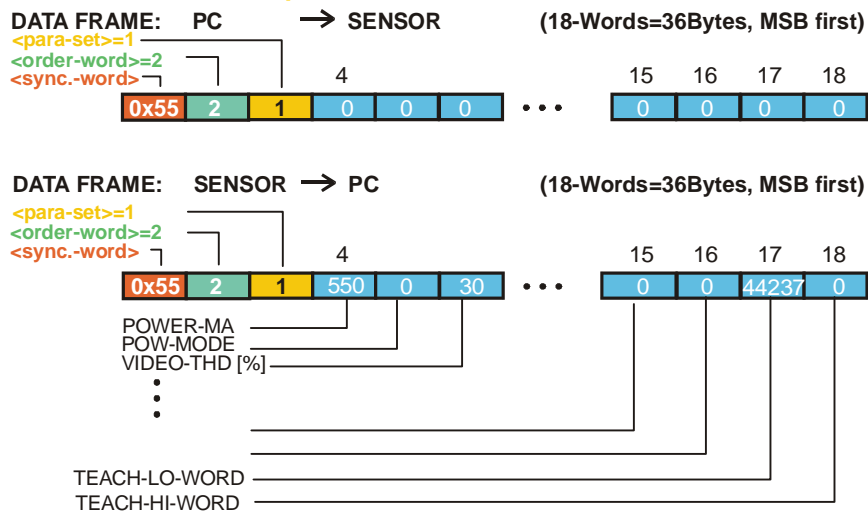 DATA FRAME: PC → SENSOR (18-Words=36Bytes, MSB first)
<para-set>=1
<order-word>=2
<sync.-word>
4 15 16 17 18
0x55 2 1 0 0 0 • • • 0 0 0 0
DATA FRAME: SENSOR → PC (18-Words=36Bytes, MSB first)
<para-set>=1
<order-word>=2
<sync.-word>
4 15 16 17 18
0x55 2 1 550 0 30 • • • 0 0 44237 0
POWER-MA
POW-MODE
VIDEO-THD [%]
TEACH-LO-WORD
TEACH-HI-WORD